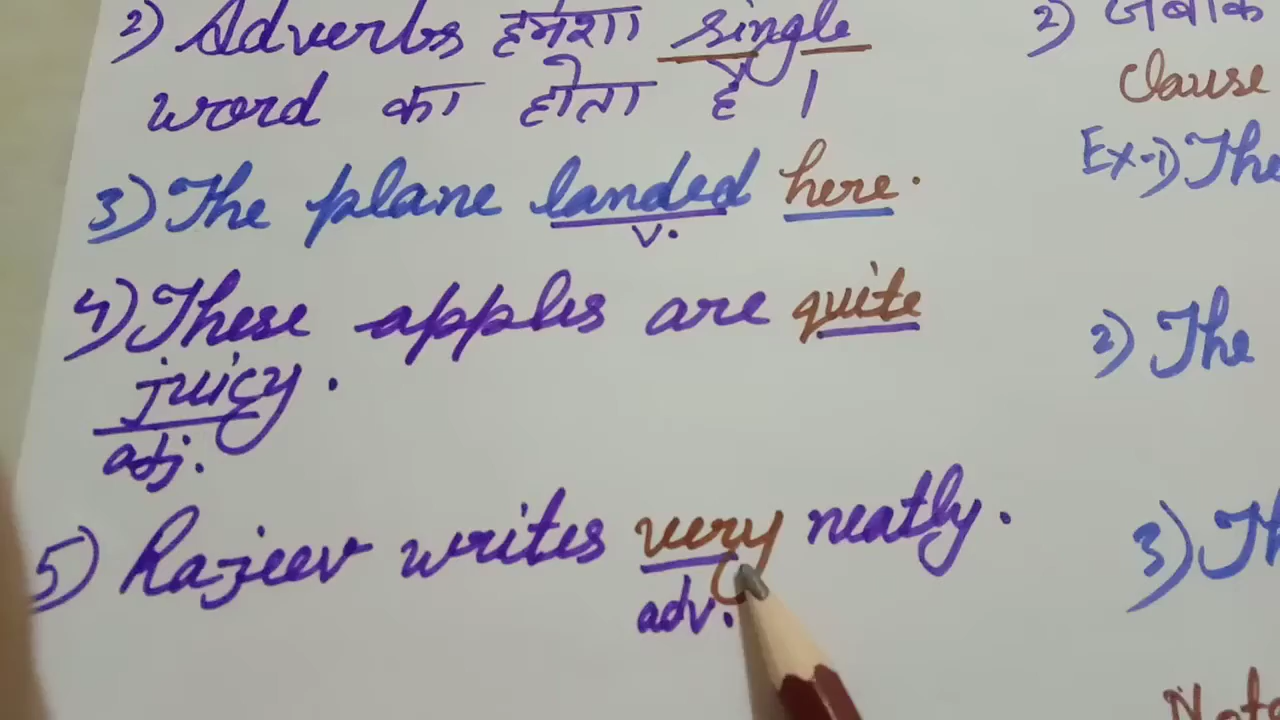 2) Adverbs हमेशा single
word का होता है।
3) The plane landed here.
v.
4) These apples are quite
juicy.
adj.
5) Rajeev writes very neatly.
adv.
2) जबकि
Clause
Ex-1) The
2) The
3) Th
Note